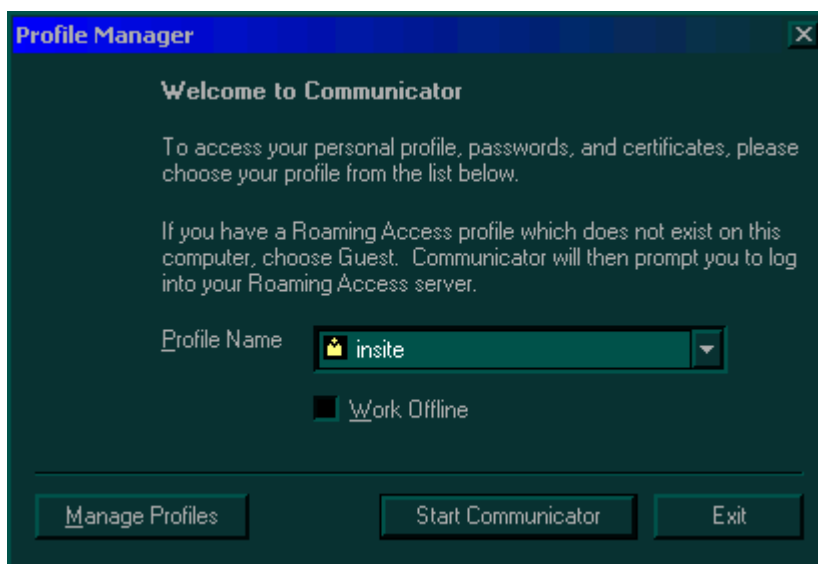 Profile Manager
Welcome to Communicator
To access your personal profile, passwords, and certificates, please
choose your profile from the list below.
If you have a Roaming Access profile which does not exist on this
computer, choose Guest.  Communicator will then prompt you to log
into your Roaming Access server.
Profile Name
insite
Work Offline
Manage Profiles
Start Communicator
Exit